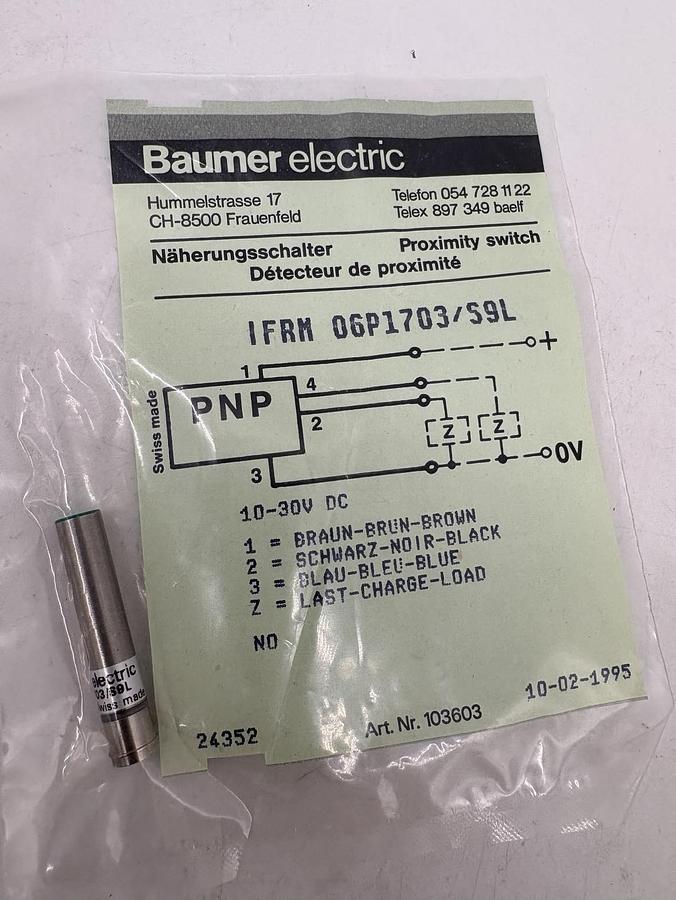 Baumer electric
Hummelstrasse 17
CH-8500 Frauenfeld
Telefon 054 728 11 22
Telex 897 349 baelf
Näherungsschalter
Proximity switch
Détecteur de proximité
IFRM 06P1703/S9L
1
+
4
PNP
2
Z
Z
3
0V
Swiss made
10-30V DC
1 = BRAUN-BRUN-BROWN
2 = SCHWARZ-NOIR-BLACK
3 = BLAU-BLEU-BLUE
Z = LAST-CHARGE-LOAD
NO
10-02-1995
24352
Art. Nr. 103603
electric
03/S9L
wiss made